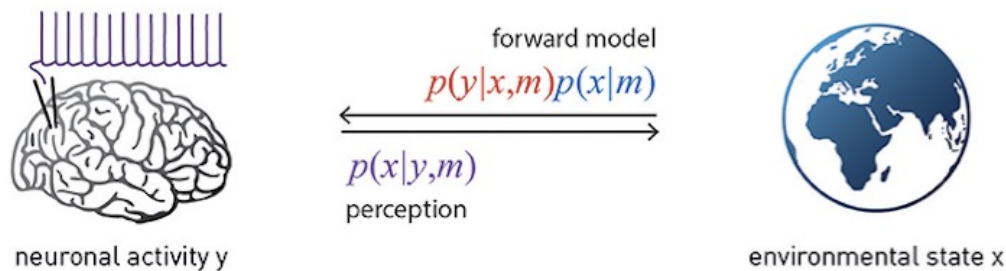 forward model
p(y|x,m)p(x|m)
p(x|y,m)
perception
neuronal activity y
environmental state x